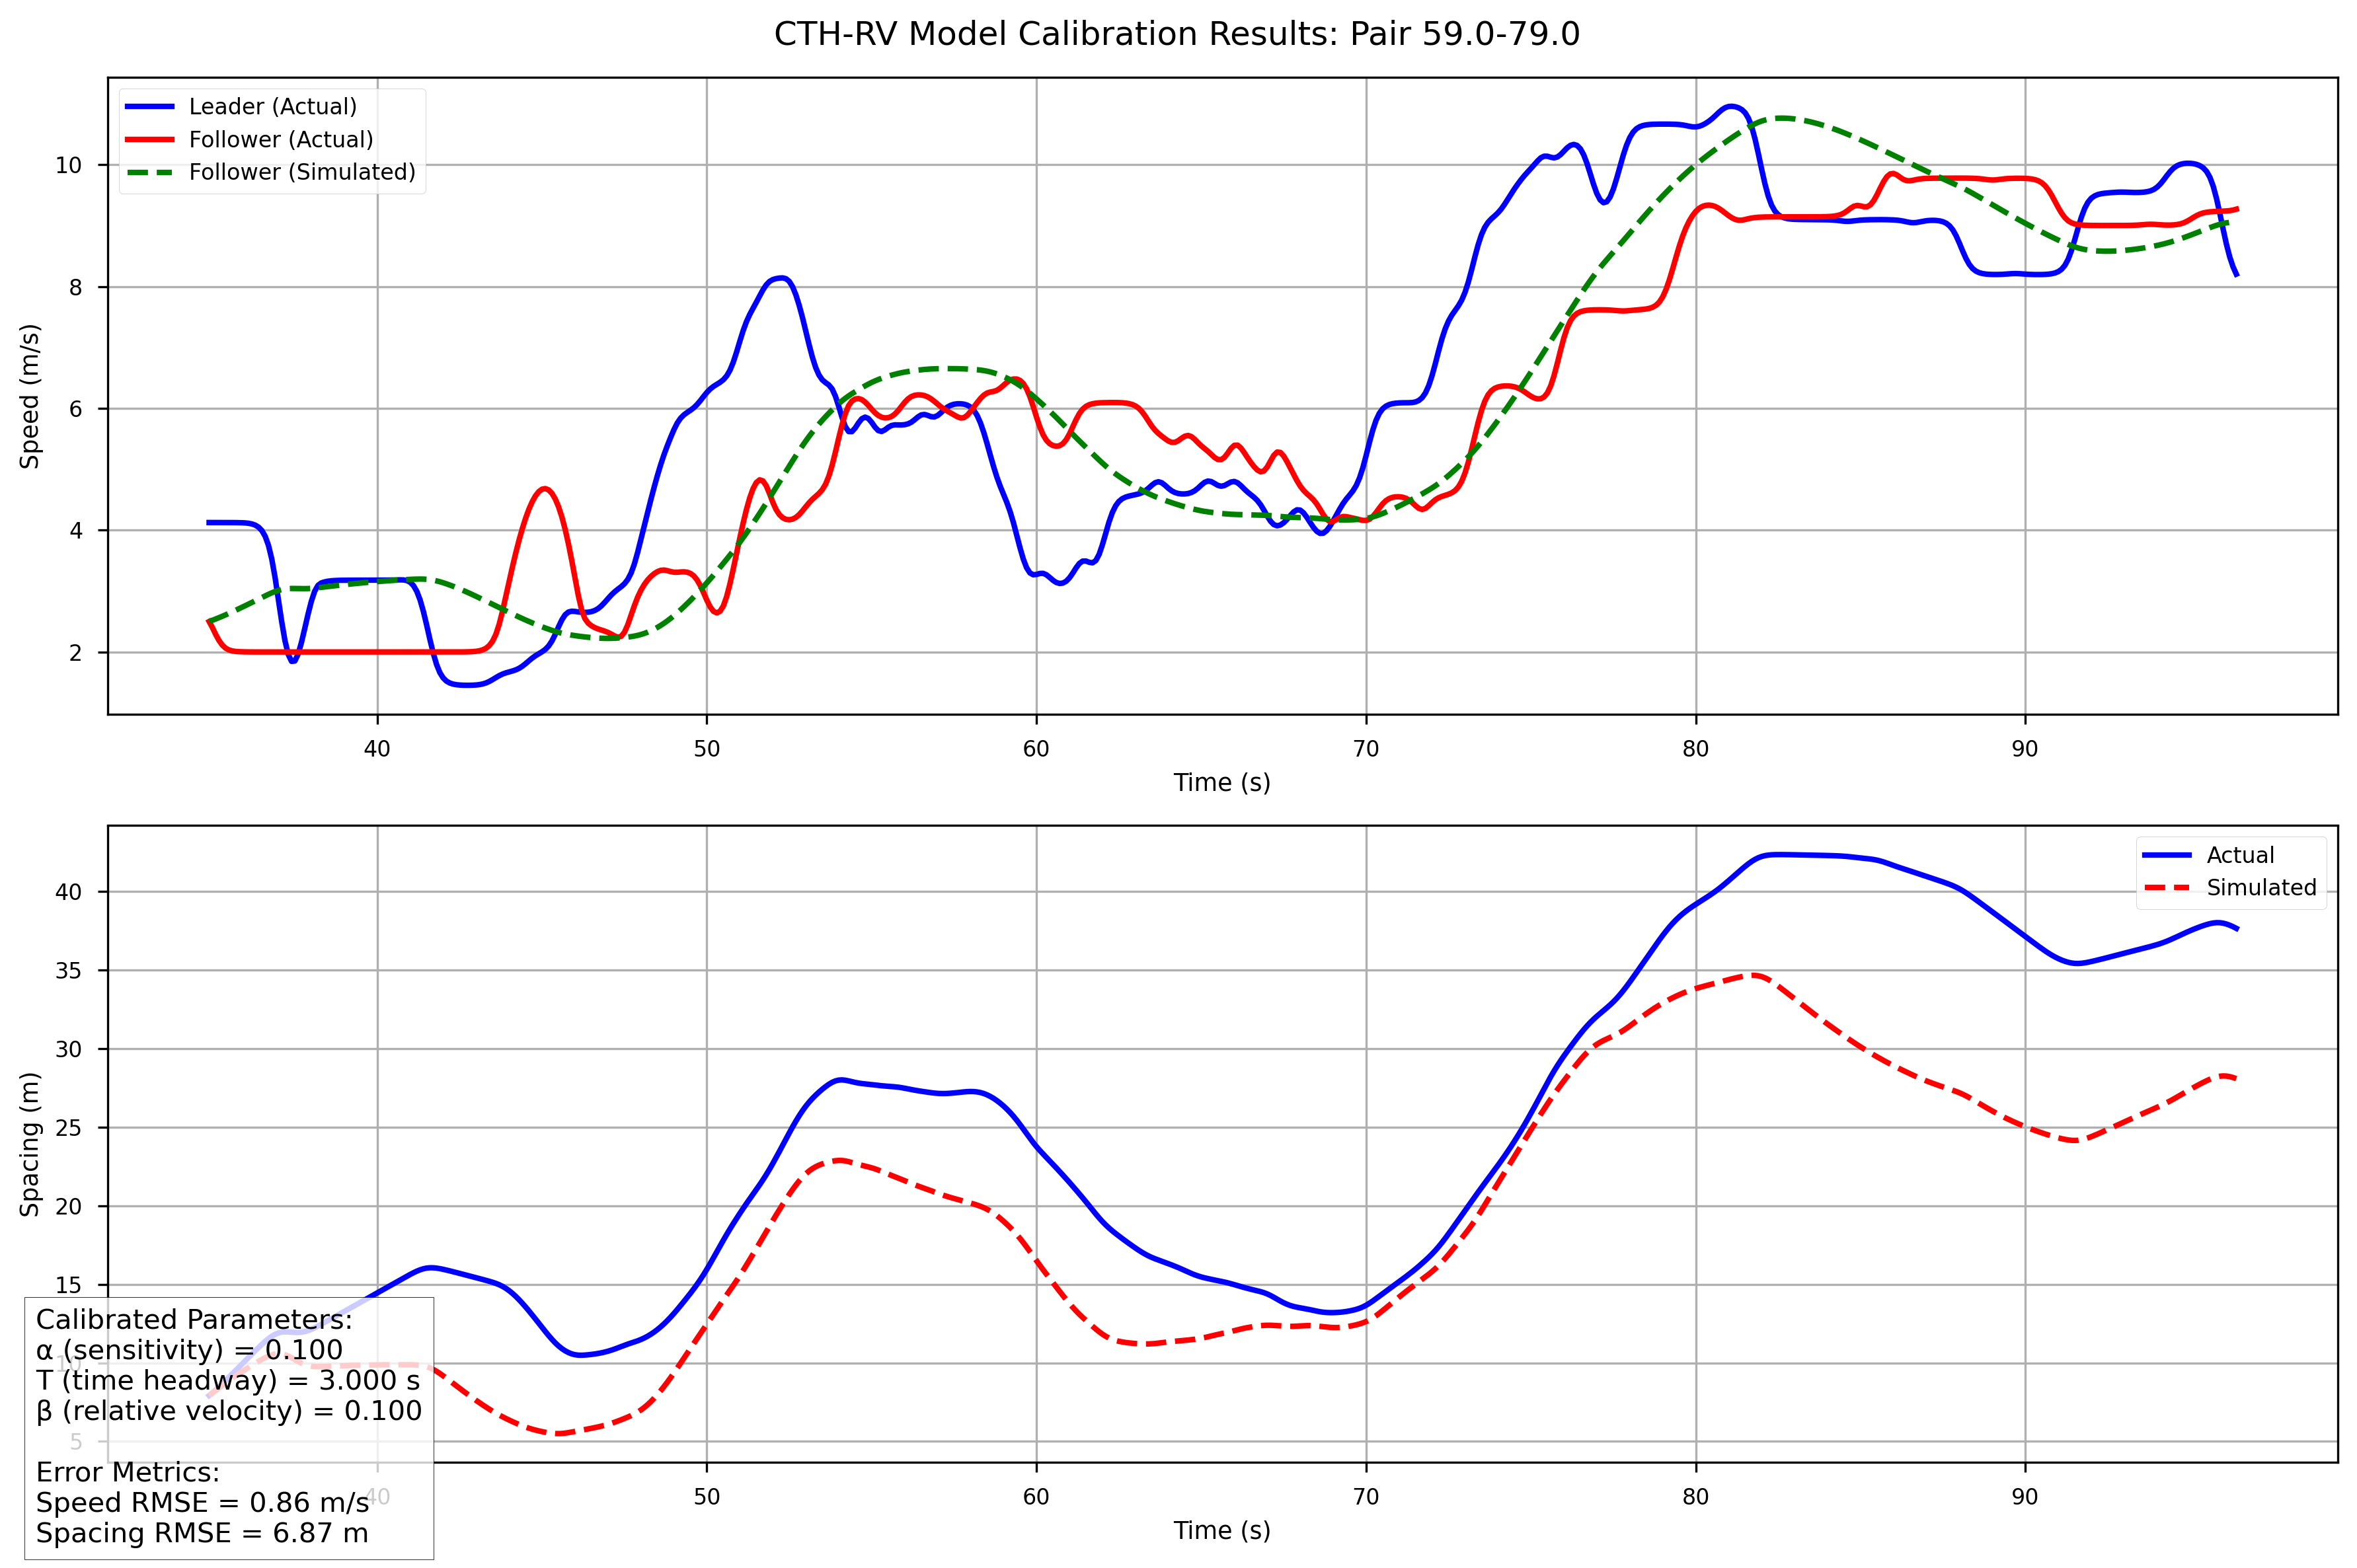 CTH-RV Model Calibration Results: Pair 59.0-79.0
Leader (Actual)
Follower (Actual)
Follower (Simulated)
Speed (m/s)
10
8
6
4
2
40 50 60 70 80 90
Time (s)
Actual
Simulated
Spacing (m)
40
35
30
25
20
15
10
5
Calibrated Parameters:
α (sensitivity) = 0.100
T (time headway) = 3.000 s
β (relative velocity) = 0.100
Error Metrics:
Speed RMSE = 0.86 m/s
Spacing RMSE = 6.87 m
40 50 60 70 80 90
Time (s)